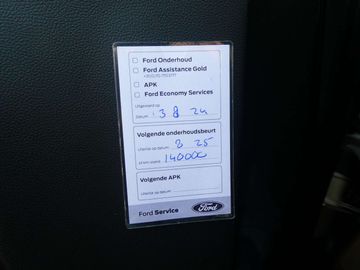 Ford Onderhoud
Ford Assistance Gold
APK
Ford Economy Services
Uitgevoerd op
Datum: 3 8 24
Volgende onderhoudsbeurt
Uiterlijk op datum: 8 25
of km-stand: 140000
Volgende APK
Uiterlijk op datum:
Ford Service
Ford